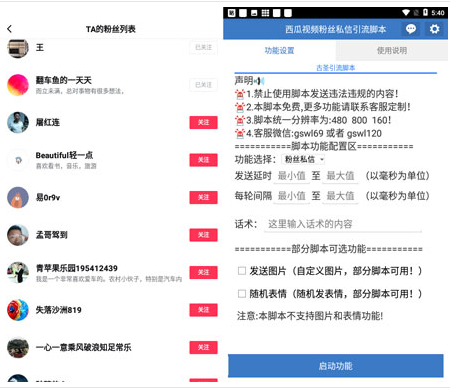 TA的粉丝列表
王
已关注
翻车鱼的一天天
而立未满，总对事物有很多想法，
已关注
屠红连
关注
Beautiful轻一点
喜欢看书，音乐，旅游
关注
易0r9v
关注
孟哥驾到
关注
青苹果乐园195412439
我是一个非常喜欢爱车的。农村小伙子，特别是汽车内
关注
失落沙洲819
关注
一心一意乘风破浪知足常乐
关注
5:40
西瓜视频粉丝私信引流脚本
功能设置
使用说明
古圣引流脚本
声明
1.禁止使用脚本发送违法违规的内容！
2.本脚本免费,更多功能请联系客服定制！
3.脚本统一分辨率为:480 800 160！
4.客服微信:gswl69 或者 gswl120
===========脚本功能配置区===========
功能选择： 粉丝私信
发送延时 最小值 至 最大值 （以毫秒为单位）
每轮间隔 最小值 至 最大值 （以毫秒为单位）
话术： 这里输入话术的内容
===========部分脚本可选功能===========
发送图片（自定义图片，部分脚本可用！）
随机表情（随机发表情，部分脚本可用！）
注意:本脚本不支持图片和表情功能!
启动功能